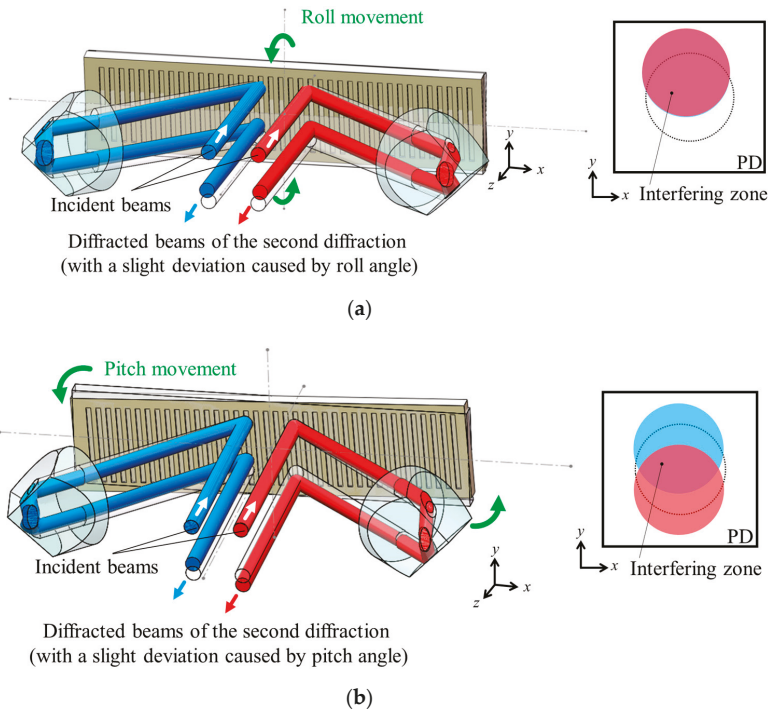 Roll movement
y
x
z
Incident beams
Diffracted beams of the second diffraction
(with a slight deviation caused by roll angle)
PD
y
x
Interfering zone
(a)
Pitch movement
y
x
z
Incident beams
Diffracted beams of the second diffraction
(with a slight deviation caused by pitch angle)
PD
y
x
Interfering zone
(b)